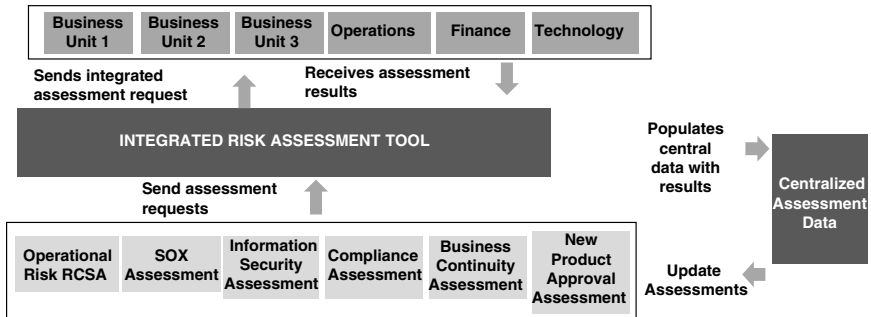 Business
Unit 1
Business
Unit 2
Business
Unit 3
Operations
Finance
Technology
Sends integrated
assessment request
Receives assessment
results
INTEGRATED RISK ASSESSMENT TOOL
Populates
central
data with
results
Centralized
Assessment
Data
Send assessment
requests
Operational
Risk RCSA
SOX
Assessment
Information
Security
Assessment
Compliance
Assessment
Business
Continuity
Assessment
New
Product
Approval
Assessment
Update
Assessments